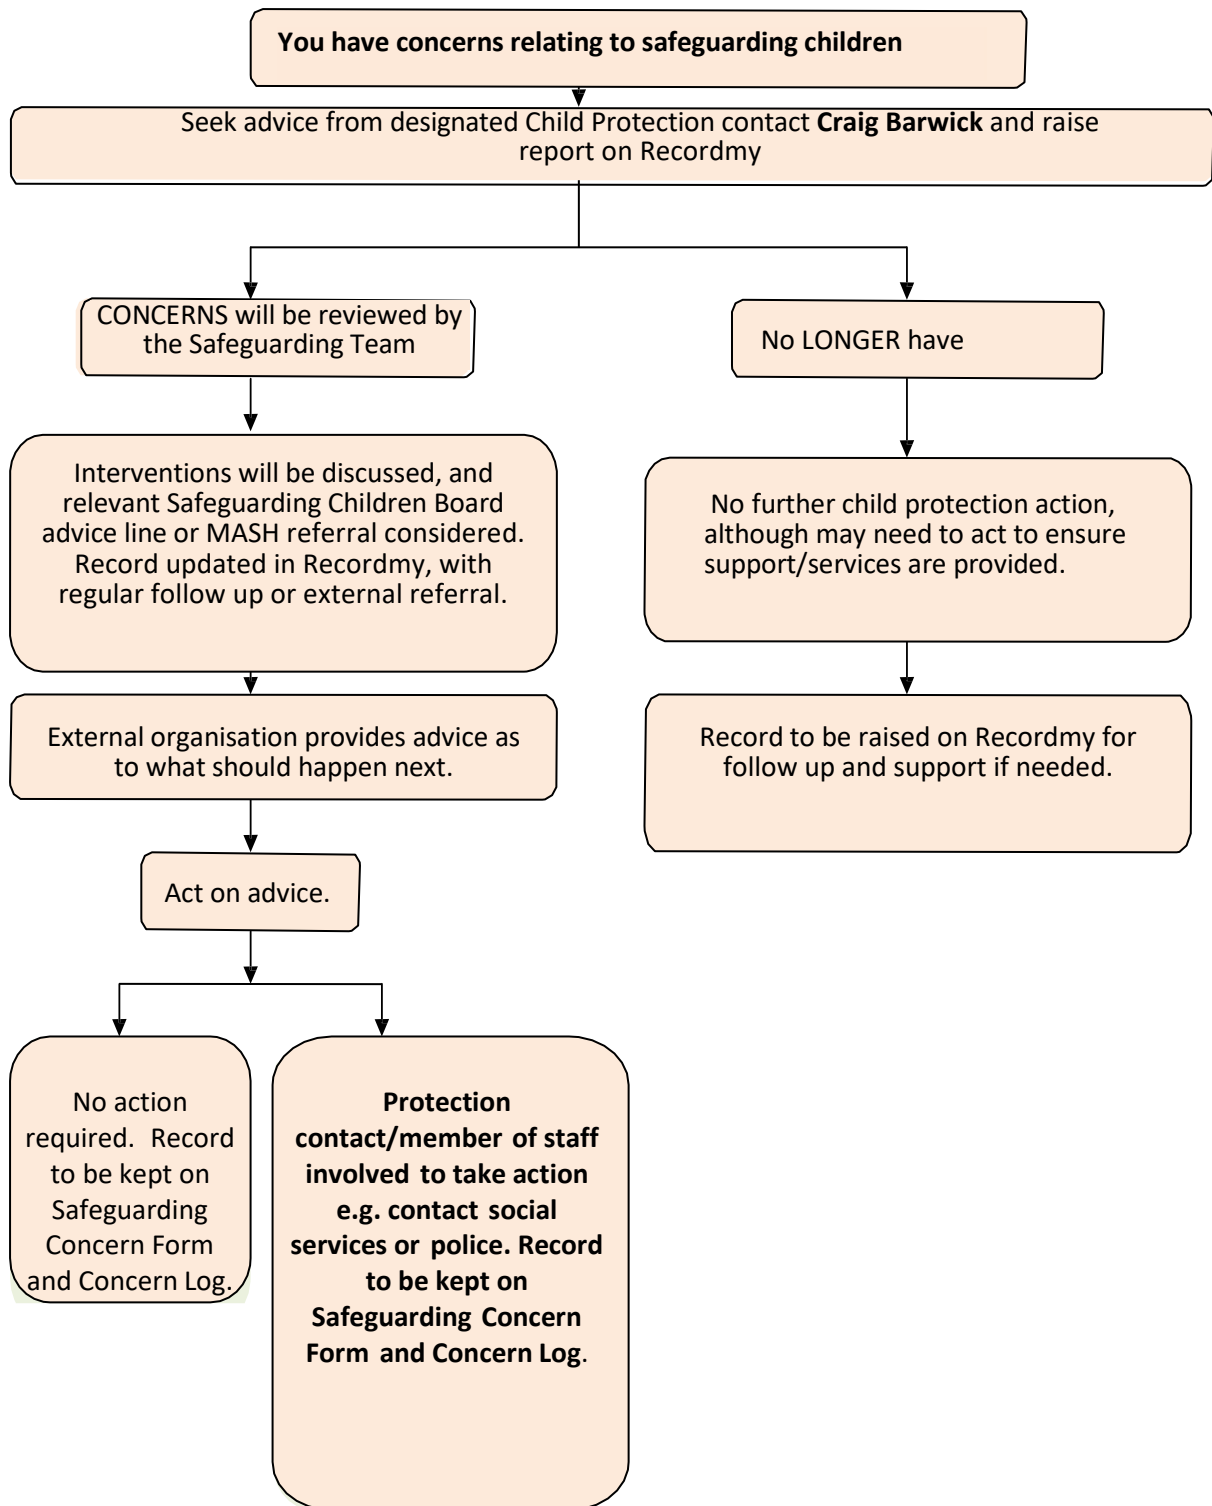 You have concerns relating to safeguarding children
Seek advice from designated Child Protection contact Craig Barwick and raise
report on Recordmy
CONCERNS will be reviewed by
the Safeguarding Team
No LONGER have
Interventions will be discussed, and
relevant Safeguarding Children Board
advice line or MASH referral considered.
Record updated in Recordmy, with
regular follow up or external referral.
No further child protection action,
although may need to act to ensure
support/services are provided.
External organisation provides advice as
to what should happen next.
Record to be raised on Recordmy for
follow up and support if needed.
Act on advice.
No action
required. Record
to be kept on
Safeguarding
Concern Form
and Concern Log.
Protection
contact/member of staff
involved to take action
e.g. contact social
services or police. Record
to be kept on
Safeguarding Concern
Form and Concern Log.